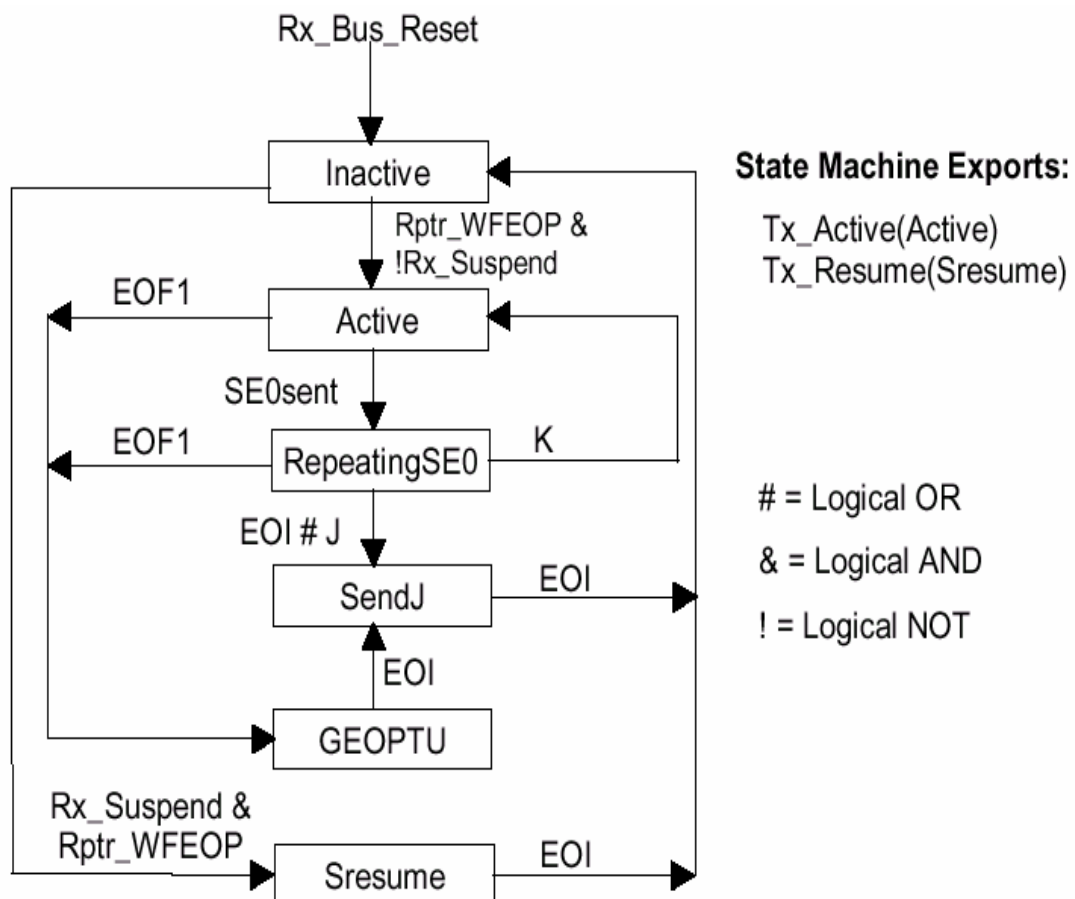 Rx_Bus_Reset
Inactive
Rptr_WFEOP &
!Rx_Suspend
EOF1
Active
SE0sent
EOF1
RepeatingSE0
K
EOI # J
SendJ
EOI
EOI
GEOPTU
Rx_Suspend &
Rptr_WFEOP
Sresume
EOI
State Machine Exports:
Tx_Active(Active)
Tx_Resume(Sresume)
# = Logical OR
& = Logical AND
! = Logical NOT